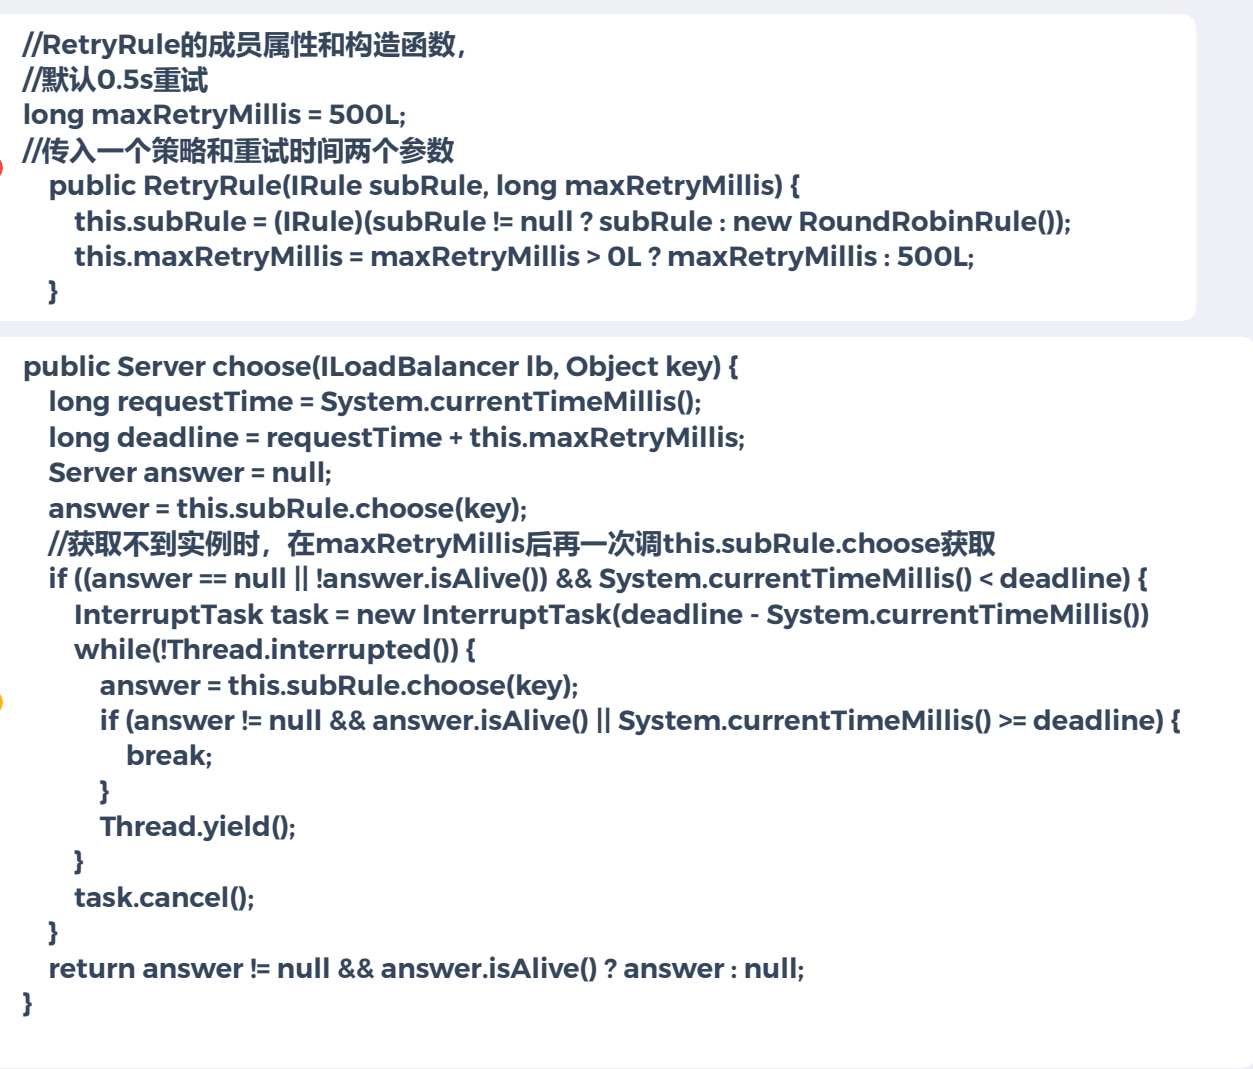 //RetryRule的成员属性和构造函数，
//默认0.5s重试
long maxRetryMillis = 500L;
//传入一个策略和重试时间两个参数
public RetryRule(IRule subRule, long maxRetryMillis) {
this.subRule = (IRule)(subRule != null ? subRule : new RoundRobinRule());
this.maxRetryMillis = maxRetryMillis > 0L ? maxRetryMillis : 500L;
}
public Server choose(ILoadBalancer lb, Object key) {
long requestTime = System.currentTimeMillis();
long deadline = requestTime + this.maxRetryMillis;
Server answer = null;
answer = this.subRule.choose(key);
//获取不到实例时，在maxRetryMillis后再一次调this.subRule.choose获取
if ((answer == null || !answer.isAlive()) && System.currentTimeMillis() < deadline) {
InterruptTask task = new InterruptTask(deadline - System.currentTimeMillis())
while(!Thread.interrupted()) {
answer = this.subRule.choose(key);
if (answer != null && answer.isAlive() || System.currentTimeMillis() >= deadline) {
break;
}
Thread.yield();
}
task.cancel();
}
return answer != null && answer.isAlive() ? answer : null;
}